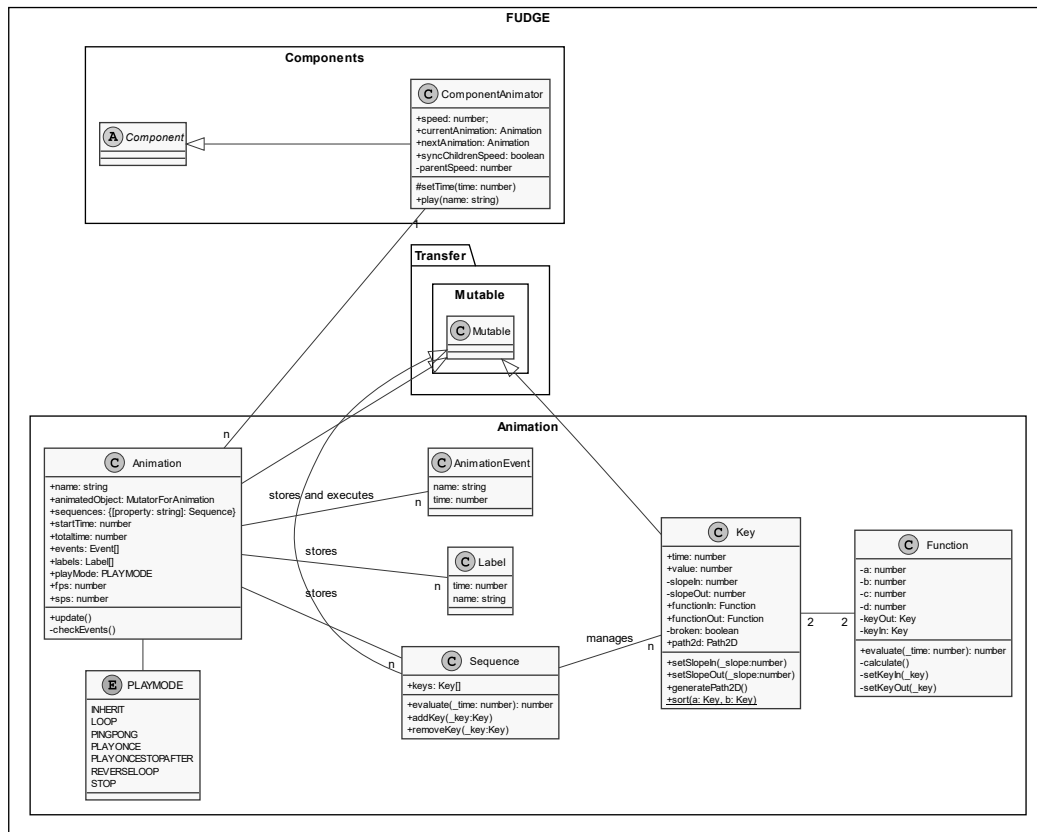 FUDGE
Components
C ComponentAnimator
+speed: number;
+currentAnimation: Animation
+nextAnimation: Animation
+syncChildrenSpeed: boolean
-parentSpeed: number
#setTime(time: number)
+play(name: string)
A Component
1
Transfer
Mutable
C Mutable
Animation
n
C Animation
+name: string
+animatedObject: MutatorForAnimation
+sequences: {[property: string]: Sequence}
+startTime: number
+totaltime: number
+events: Event[]
+labels: Label[]
+playMode: PLAYMODE
+fps: number
+sps: number
+update()
-checkEvents()
C AnimationEvent
name: string
time: number
stores and executes
n
stores
C Label
time: number
name: string
n
stores
n
C Sequence
+keys: Key[]
+evaluate(_time: number): number
+addKey(_key:Key)
+removeKey(_key:Key)
manages
n
C Key
+time: number
+value: number
-slopeIn: number
-slopeOut: number
+functionIn: Function
+functionOut: Function
-broken: boolean
+path2d: Path2D
+setSlopeIn(_slope:number)
+setSlopeOut(_slope:number)
+generatePath2D()
+sort(a: Key, b: Key)
2
2
C Function
-a: number
-b: number
-c: number
-d: number
-keyOut: Key
-keyIn: Key
+evaluate(_time: number): number
-calculate()
-setKeyIn(_key)
-setKeyOut(_key)
E PLAYMODE
INHERIT
LOOP
PINGPONG
PLAYONCE
PLAYONCESTOPAFTER
REVERSELOOP
STOP